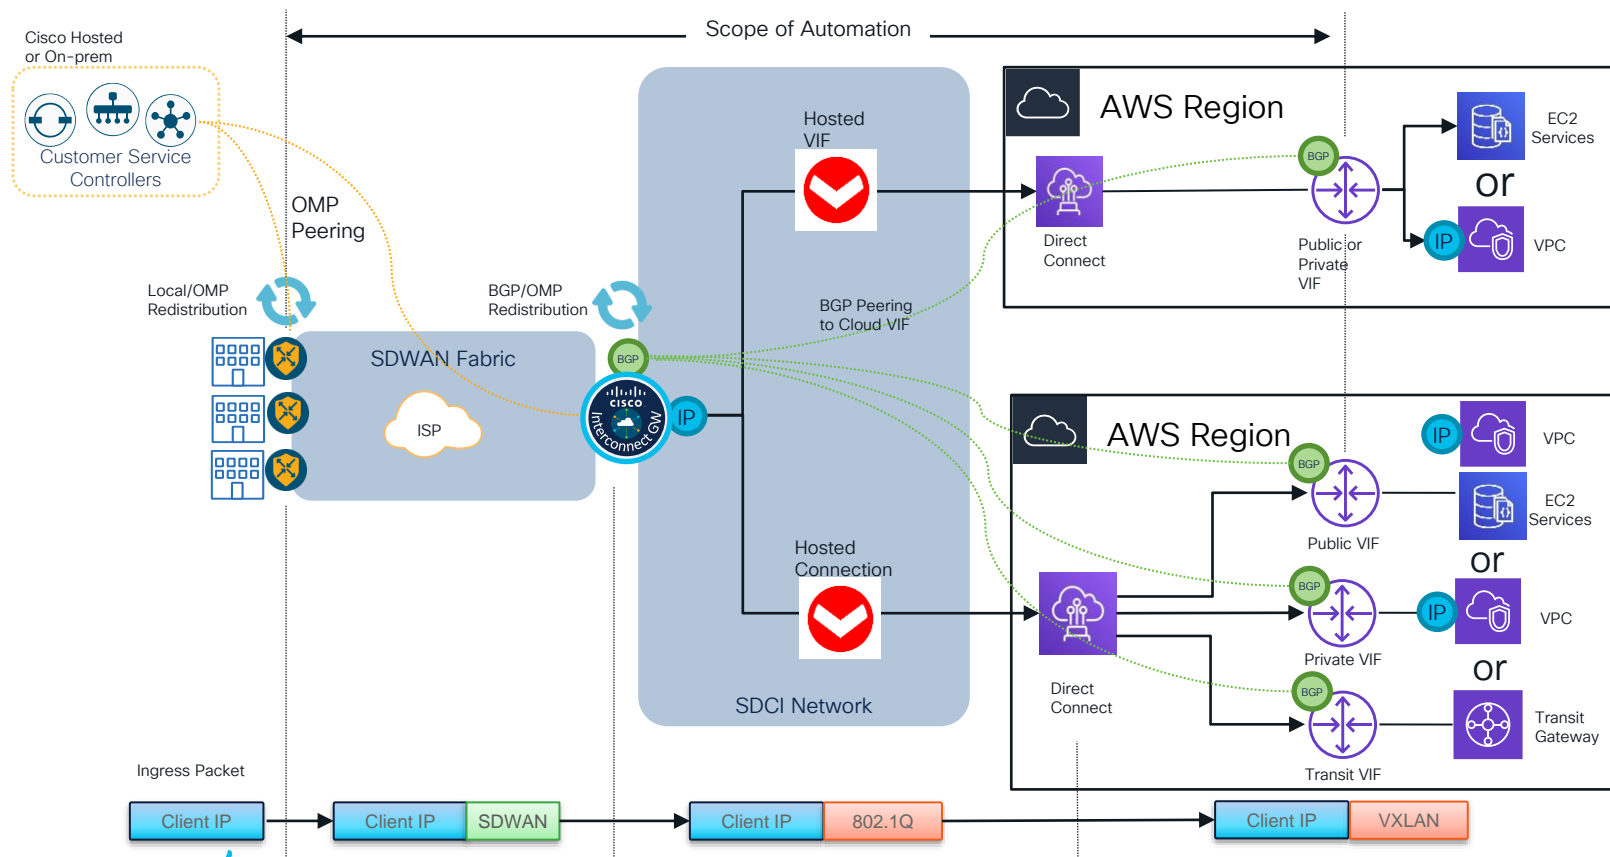 Scope of Automation
Cisco Hosted
or On-prem
Customer Service
Controllers
OMP
Peering
Local/OMP
Redistribution
BGP/OMP
Redistribution
SDWAN Fabric
ISP
BGP
CISCO
Interconnect GW
IP
Hosted
VIF
BGP Peering
to Cloud VIF
Hosted
Connection
SDCI Network
AWS Region
Direct
Connect
BGP
Public or
Private
VIF
EC2
Services
or
IP
VPC
AWS Region
Direct
Connect
BGP
Public VIF
BGP
Private VIF
BGP
Transit VIF
IP
VPC
EC2
Services
or
IP
VPC
or
Transit
Gateway
Ingress Packet
Client IP
Client IP
SDWAN
Client IP
802.1Q
Client IP
VXLAN